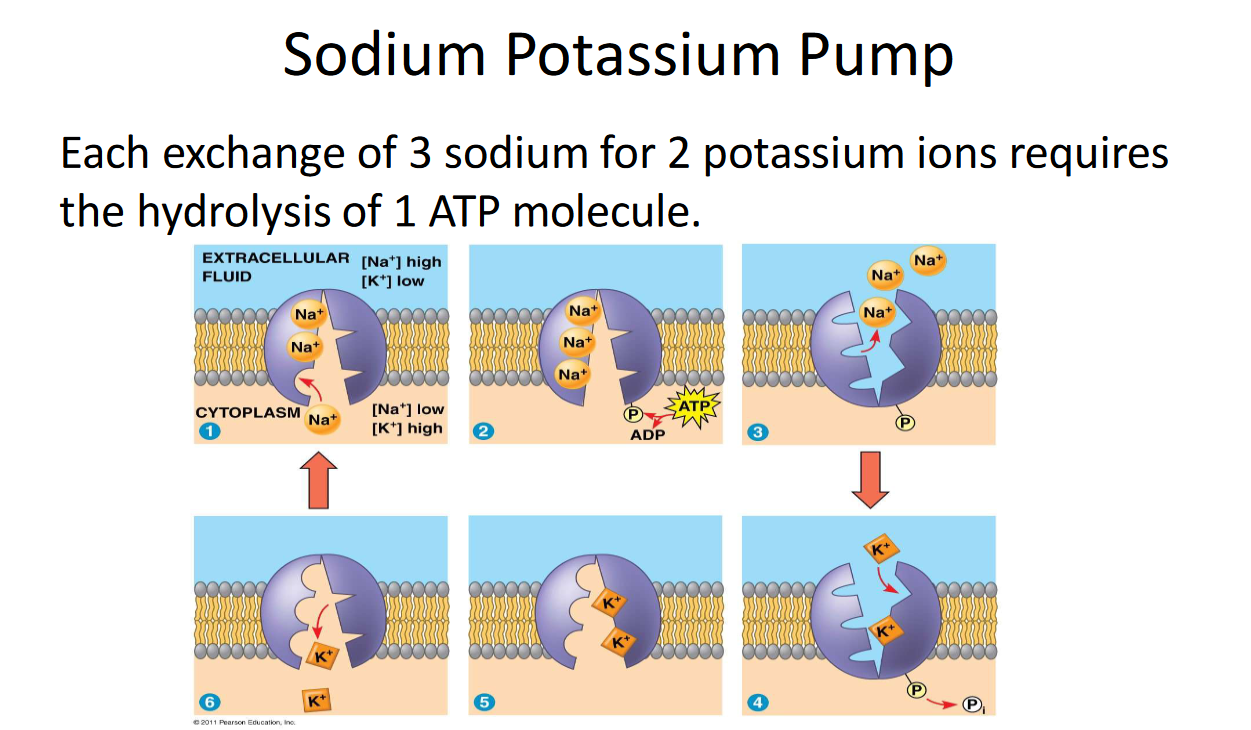 Sodium Potassium Pump
Each exchange of 3 sodium for 2 potassium ions requires
the hydrolysis of 1 ATP molecule.
EXTRACELLULAR
FLUID
[Na⁺] high
[K⁺] low
Na⁺
Na⁺
Na⁺
CYTOPLASM
[Na⁺] low
[K⁺] high
1
Na⁺
Na⁺
Na⁺
P
ATP
ADP
2
Na⁺
Na⁺
Na⁺
P
3
K⁺
K⁺
6
K⁺
K⁺
5
K⁺
K⁺
P
Pᵢ
4
© 2011 Pearson Education, Inc.